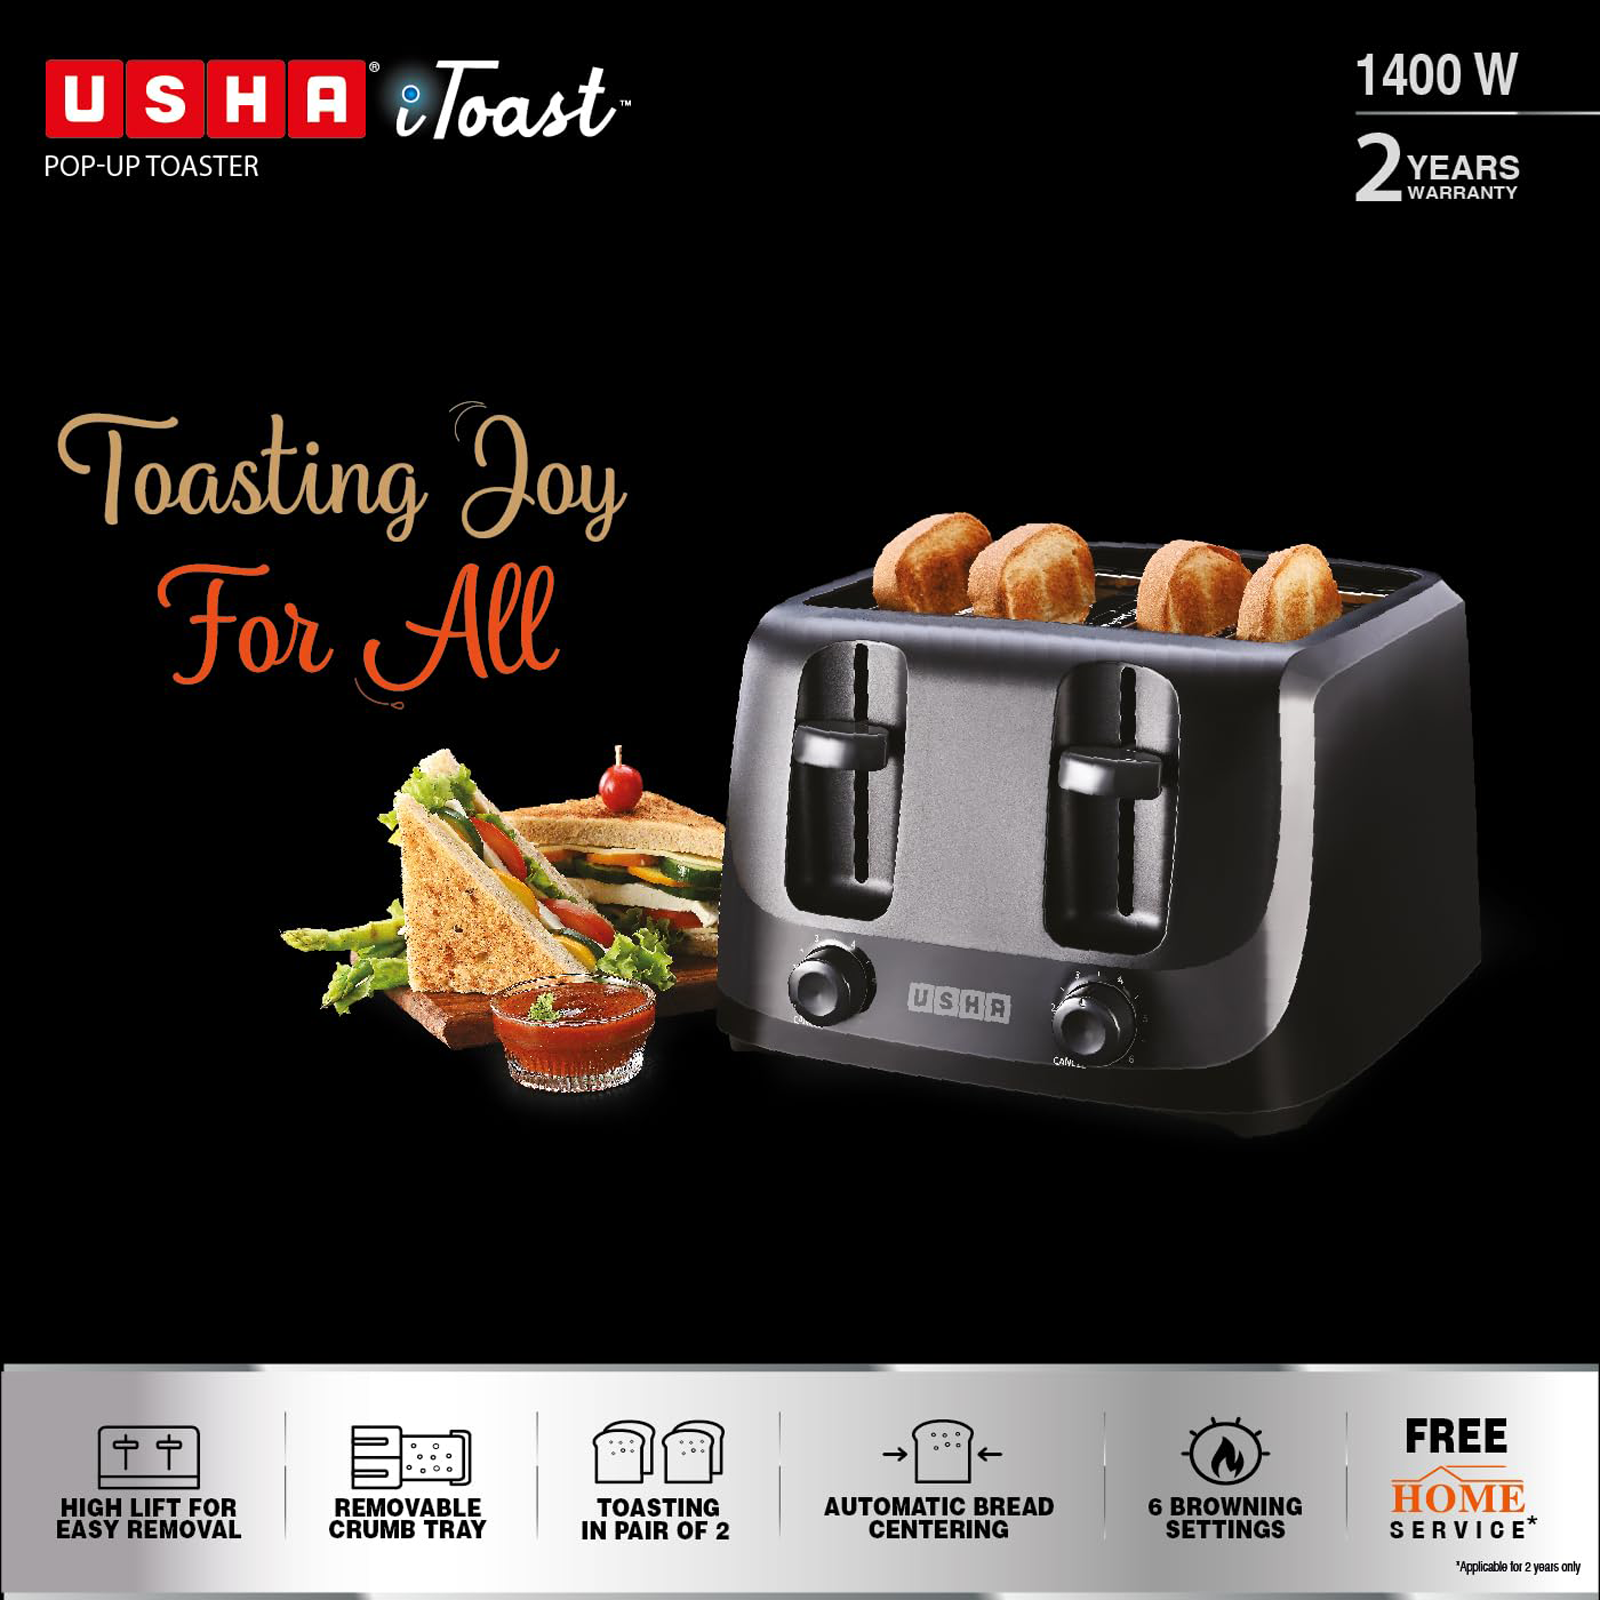 USHA® iToast™
POP-UP TOASTER
1400 W
2 YEARS
WARRANTY
Toasting Joy
For All
USHA
HIGH LIFT FOR
EASY REMOVAL
REMOVABLE
CRUMB TRAY
TOASTING
IN PAIR OF 2
AUTOMATIC BREAD
CENTERING
6 BROWNING
SETTINGS
FREE
HOME
SERVICE*
*Applicable for 2 years only